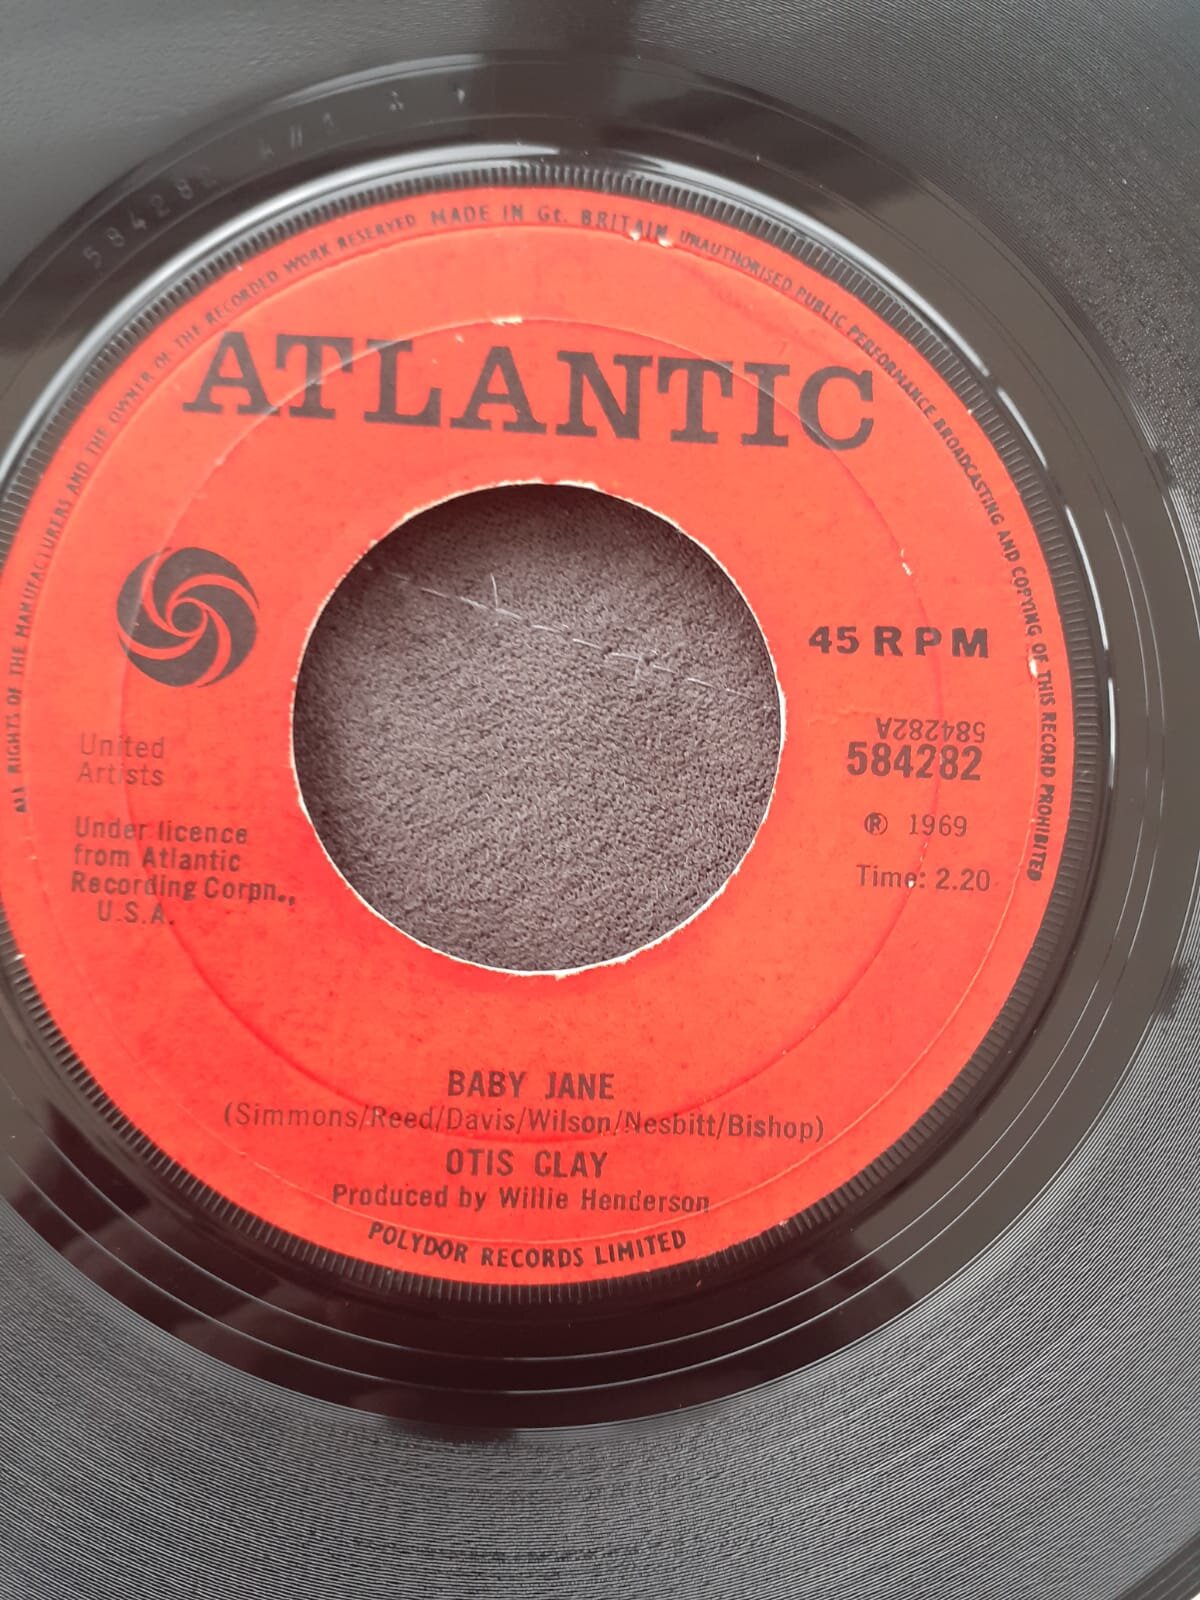 584282 A//1
ALL RIGHTS OF THE MANUFACTURERS AND THE OWNER OF THE RECORDED WORK RESERVED MADE IN Gt. BRITAIN UNAUTHORISED PUBLIC PERFORMANCE BROADCASTING AND COPYING OF THIS RECORD PROHIBITED
ATLANTIC
45 RPM
584282A
584282
℗ 1969
Time: 2.20
United
Artists
Under licence
from Atlantic
Recording Corpn.,
U.S.A.
BABY JANE
(Simmons/Reed/Davis/Wilson/Nesbitt/Bishop)
OTIS CLAY
Produced by Willie Henderson
POLYDOR RECORDS LIMITED